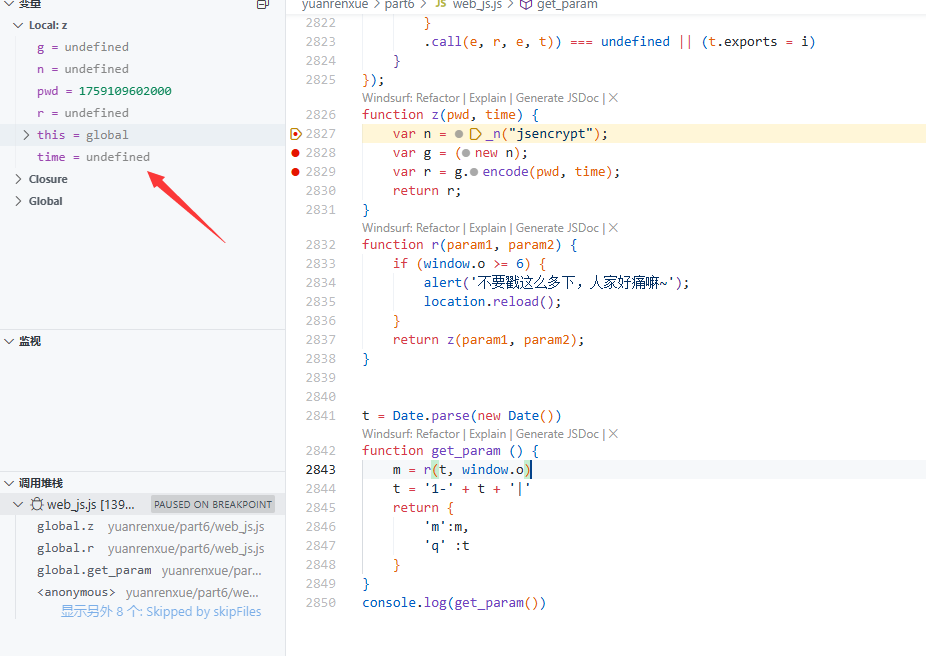 变量
Local: z
g = undefined
n = undefined
pwd = 1759109602000
r = undefined
this = global
time = undefined
Closure
Global
监视
调用堆栈
web_js.js [139... PAUSED ON BREAKPOINT
global.z yuanrenxue/part6/web_js.js
global.r yuanrenxue/part6/web_js.js
global.get_param yuanrenxue/par...
<anonymous> yuanrenxue/part6/we...
显示另外 8 个: Skipped by skipFiles
yuanrenxue > part6 > JS web_js.js > get_param
2822 }
2823 .call(e, r, e, t)) === undefined || (t.exports = i)
2824 }
2825 });
Windsurf: Refactor | Explain | Generate JSDoc | X
2826 function z(pwd, time) {
2827 var n = _n("jsencrypt");
2828 var g = (new n);
2829 var r = g.encode(pwd, time);
2830 return r;
2831 }
Windsurf: Refactor | Explain | Generate JSDoc | X
2832 function r(param1, param2) {
2833 if (window.o >= 6) {
2834 alert('不要戳这么多下，人家好痛嘛~');
2835 location.reload();
2836 }
2837 return z(param1, param2);
2838 }
2839
2840
2841 t = Date.parse(new Date())
Windsurf: Refactor | Explain | Generate JSDoc | X
2842 function get_param () {
2843 m = r(t, window.o)
2844 t = '1-' + t + '|'
2845 return {
2846 'm':m,
2847 'q' :t
2848 }
2849 }
2850 console.log(get_param())